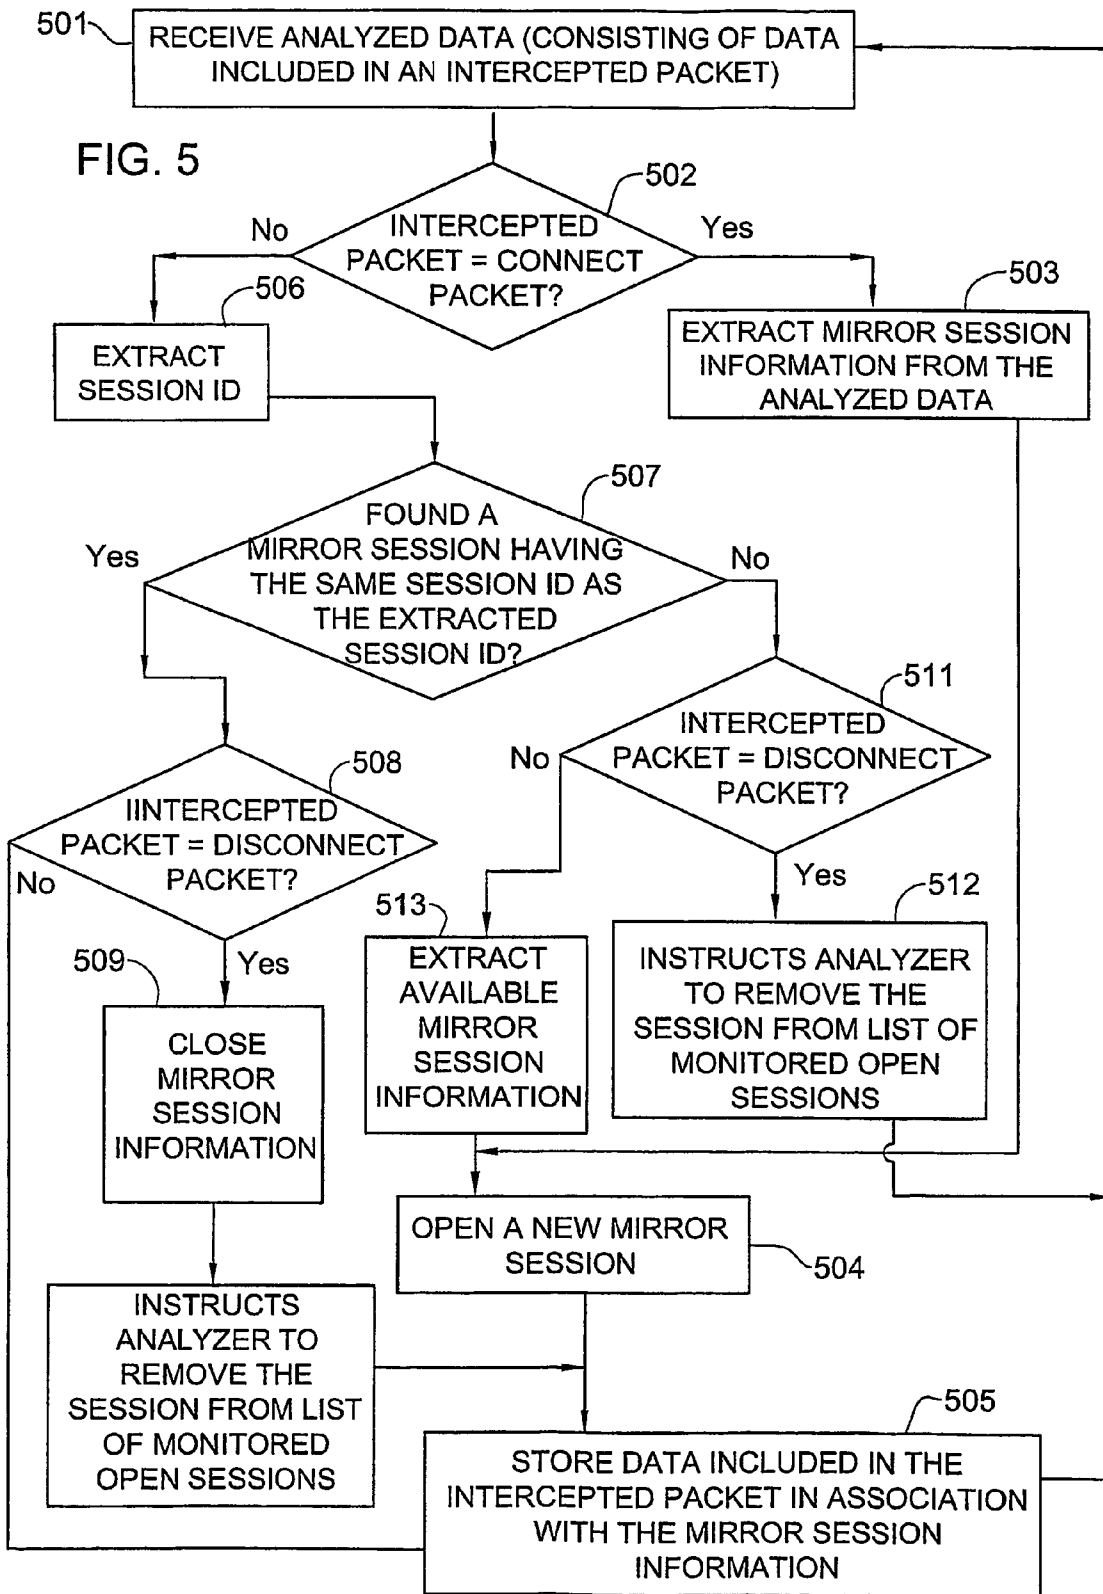 501
RECEIVE ANALYZED DATA (CONSISTING OF DATA
INCLUDED IN AN INTERCEPTED PACKET)
FIG. 5
502
INTERCEPTED
PACKET = CONNECT
PACKET?
No
Yes
506
EXTRACT
SESSION ID
503
EXTRACT MIRROR SESSION
INFORMATION FROM THE
ANALYZED DATA
507
FOUND A
MIRROR SESSION HAVING
THE SAME SESSION ID AS
THE EXTRACTED
SESSION ID?
Yes
No
511
INTERCEPTED
PACKET = DISCONNECT
PACKET?
No
Yes
508
IINTERCEPTED
PACKET = DISCONNECT
PACKET?
No
Yes
513
EXTRACT
AVAILABLE
MIRROR
SESSION
INFORMATION
512
INSTRUCTS ANALYZER
TO REMOVE THE
SESSION FROM LIST OF
MONITORED OPEN
SESSIONS
509
CLOSE
MIRROR
SESSION
INFORMATION
OPEN A NEW MIRROR
SESSION
504
INSTRUCTS
ANALYZER TO
REMOVE THE
SESSION FROM LIST
OF MONITORED
OPEN SESSIONS
505
STORE DATA INCLUDED IN THE
INTERCEPTED PACKET IN ASSOCIATION
WITH THE MIRROR SESSION
INFORMATION